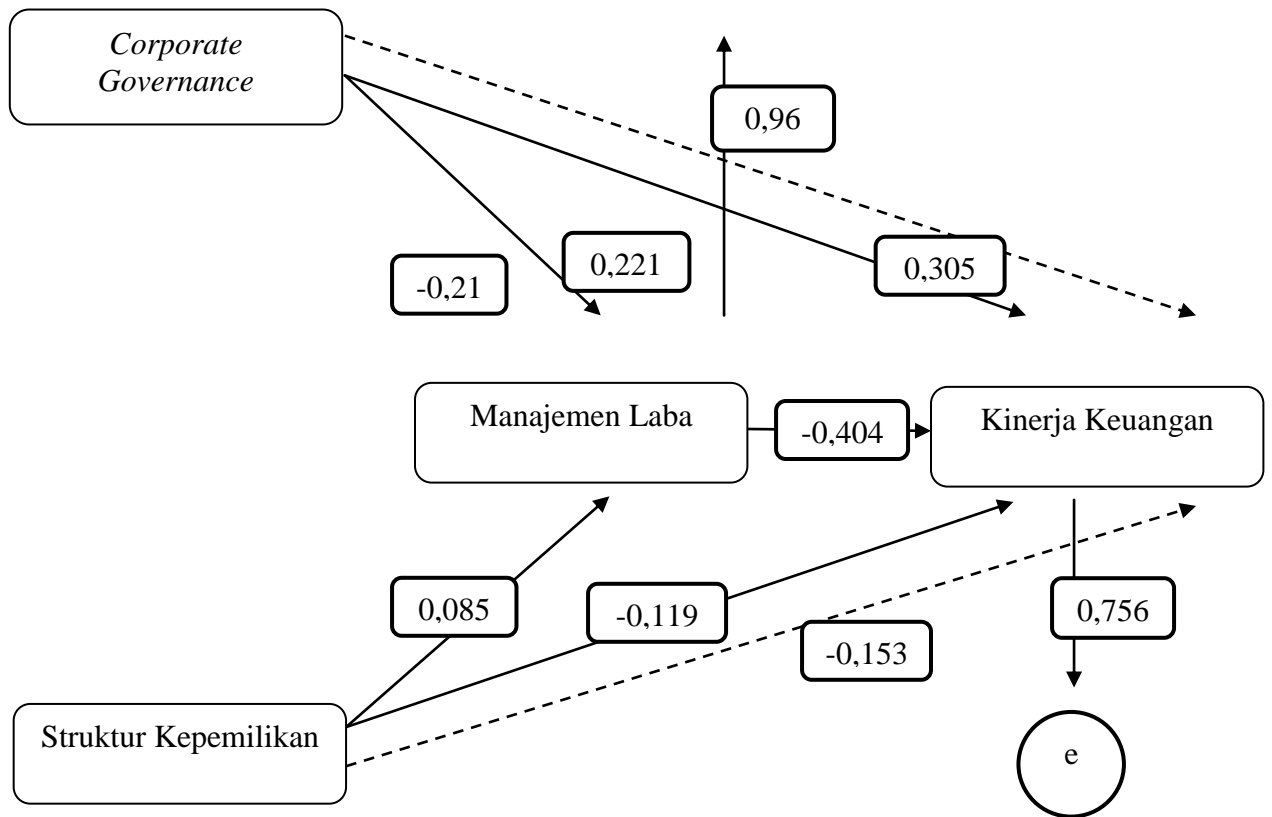 Corporate
Governance
0,96
-0,21
0,221
0,305
Manajemen Laba
-0,404
Kinerja Keuangan
0,085
-0,119
-0,153
0,756
Struktur Kepemilikan
e